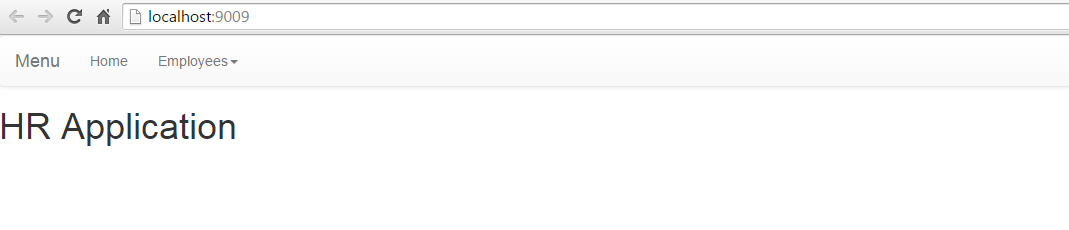 localhost:9009
Menu Home Employees
HR Application